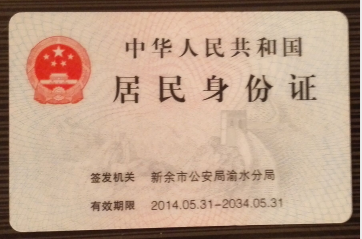 中华人民共和国
居民身份证
签发机关 新余市公安局渝水分局
有效期限 2014.05.31-2034.05.31